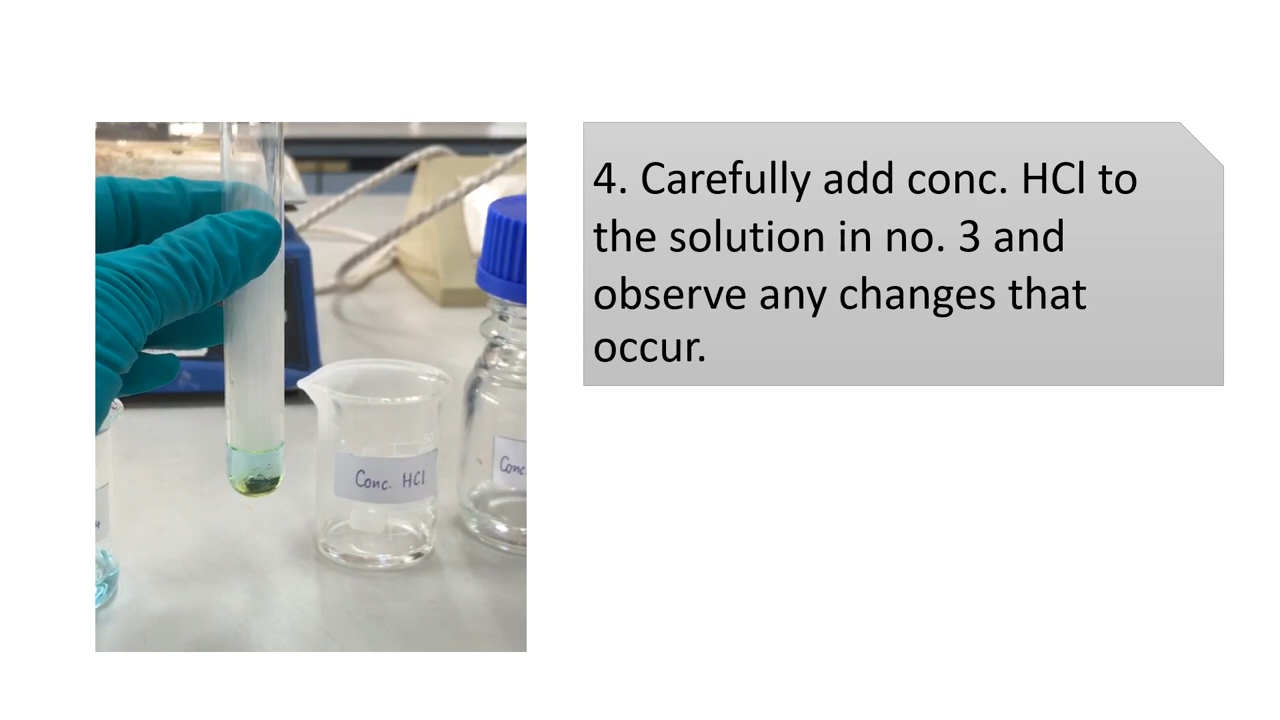 4. Carefully add conc. HCl to
the solution in no. 3 and
observe any changes that
occur.
Conc. HCl
Conc.